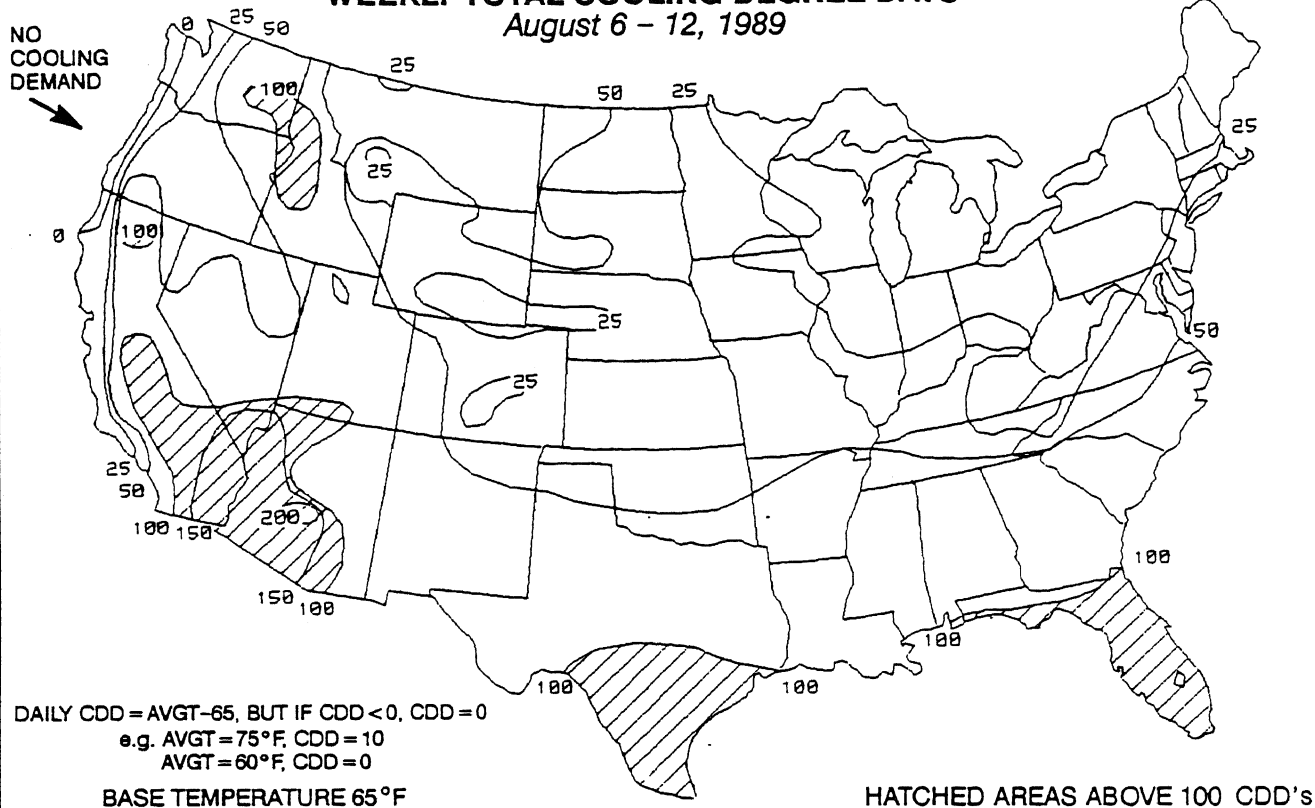 WEEKLY TOTAL COOLING DEGREE DAYS
August 6 – 12, 1989
NO
COOLING
DEMAND
0
25
50
25
100
50
25
25
25
0
100
25
50
25
25
50
100
150
200
150
100
100
100
100
100
DAILY CDD = AVGT–65, BUT IF CDD < 0, CDD = 0
e.g. AVGT = 75°F, CDD = 10
AVGT = 60°F, CDD = 0
BASE TEMPERATURE 65°F
HATCHED AREAS ABOVE 100 CDD's